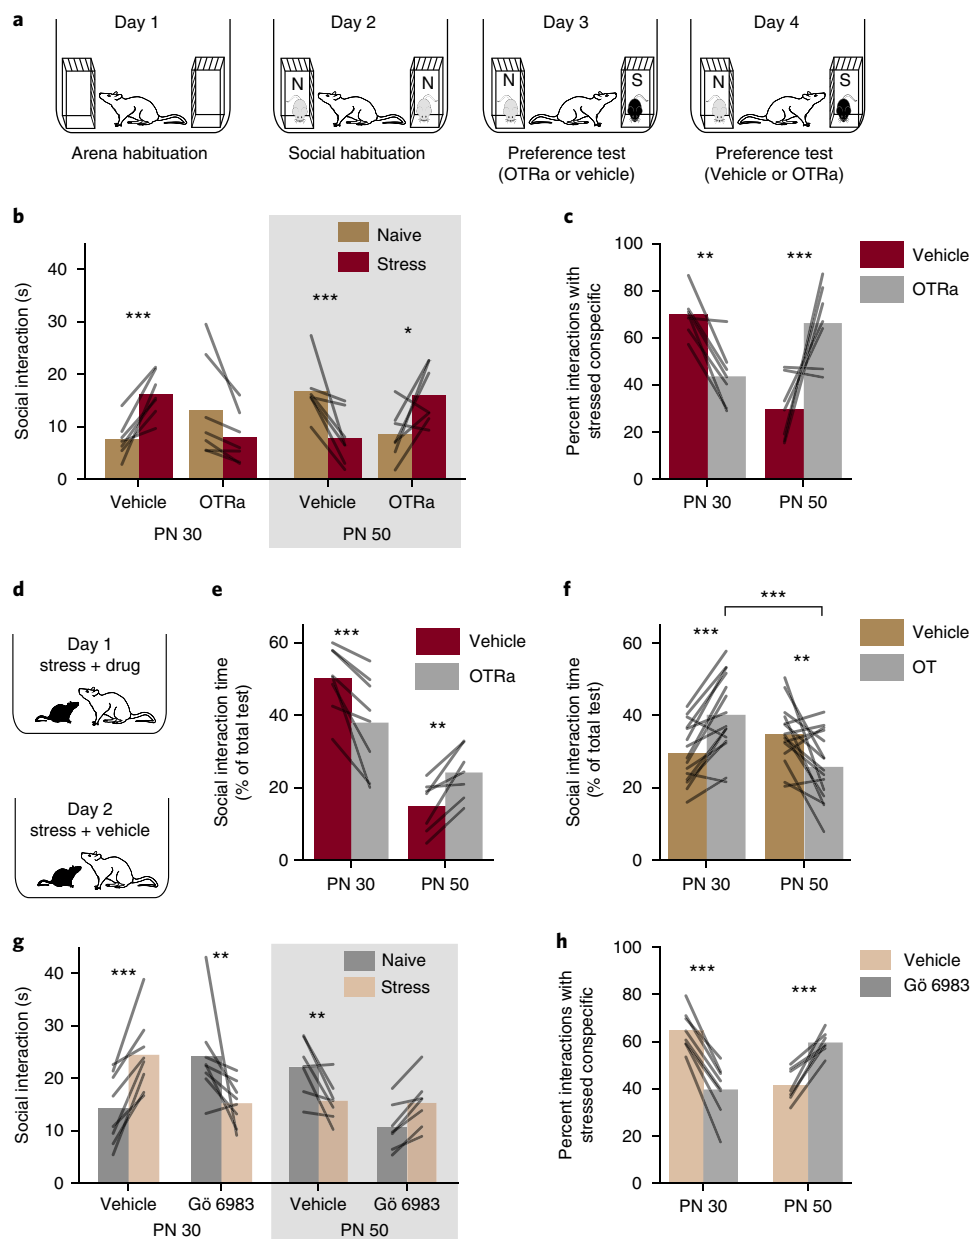 a
Day 1
Day 2
Day 3
Day 4
N
N
N
S
N
S
Arena habituation
Social habituation
Preference test
(OTRa or vehicle)
Preference test
(Vehicle or OTRa)
b
Naive
Stress
Social interaction (s)
40
30
20
10
0
***
***
*
Vehicle
OTRa
Vehicle
OTRa
PN 30
PN 50
c
Vehicle
OTRa
Percent interactions with
stressed conspecific
100
80
60
40
20
0
**
***
PN 30
PN 50
d
Day 1
stress + drug
Day 2
stress + vehicle
e
Vehicle
OTRa
Social interaction time
(% of total test)
60
40
20
0
***
**
PN 30
PN 50
f
Vehicle
OT
Social interaction time
(% of total test)
60
40
20
0
***
***
**
PN 30
PN 50
g
Naive
Stress
Social interaction (s)
40
30
20
10
0
***
**
**
Vehicle
Gö 6983
Vehicle
Gö 6983
PN 30
PN 50
h
Vehicle
Gö 6983
Percent interactions with
stressed conspecific
100
80
60
40
20
0
***
***
PN 30
PN 50